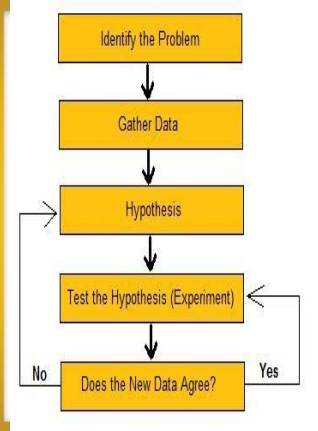 Identify the Problem
Gather Data
Hypothesis
Test the Hypothesis (Experiment)
No
Does the New Data Agree?
Yes